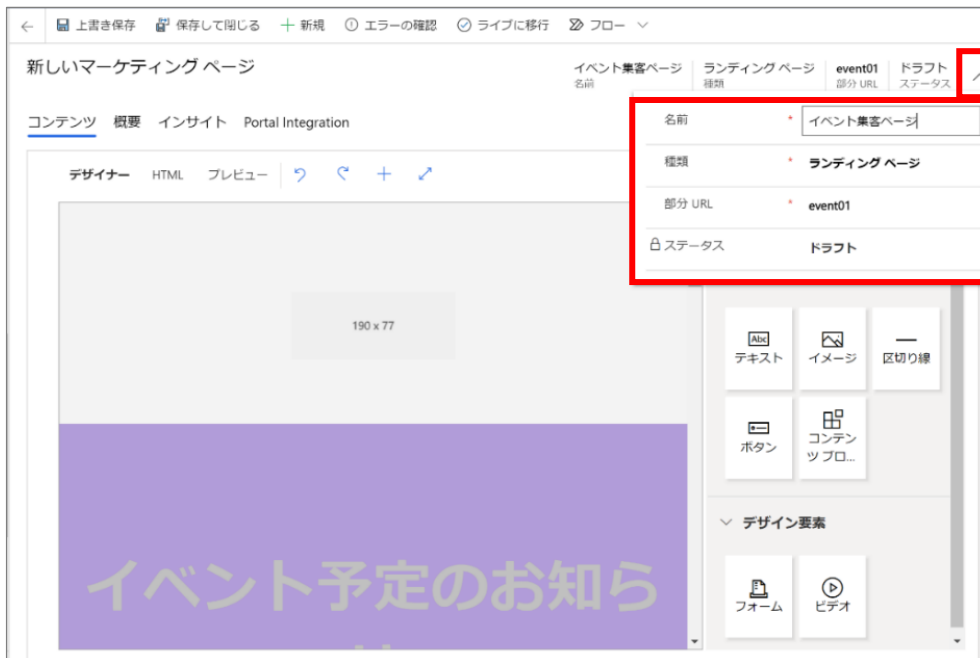 上書き保存 保存して閉じる 新規 エラーの確認 ライブに移行 フロー
新しいマーケティング ページ
イベント集客ページ ランディング ページ event01 ドラフト
名前 種類 部分 URL ステータス
コンテンツ 概要 インサイト Portal Integration
名前 * イベント集客ページ
種類 * ランディング ページ
部分 URL * event01
ステータス ドラフト
デザイナー HTML プレビュー
190 x 77
Abc
テキスト イメージ 区切り線
ボタン コンテン
ツ ブロ...
デザイン要素
フォーム ビデオ
イベント予定のお知ら